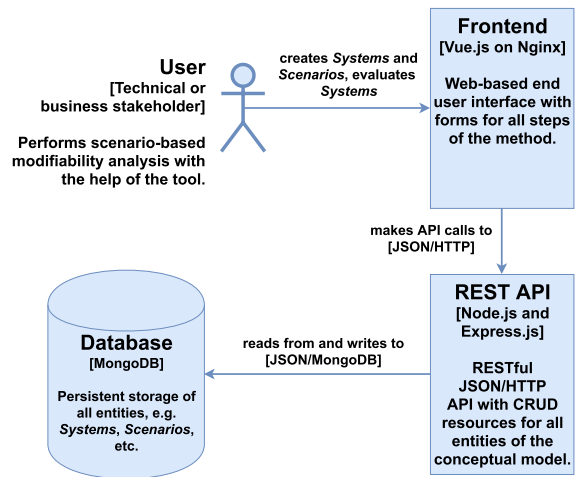 User
[Technical or
business stakeholder]
Performs scenario-based
modifiability analysis with
the help of the tool.
creates Systems and
Scenarios, evaluates
Systems
Frontend
[Vue.js on Nginx]
Web-based end
user interface with
forms for all steps
of the method.
makes API calls to
[JSON/HTTP]
REST API
[Node.js and
Express.js]
RESTful
JSON/HTTP
API with CRUD
resources for all
entities of the
conceptual model.
reads from and writes to
[JSON/MongoDB]
Database
[MongoDB]
Persistent storage of
all entities, e.g.
Systems, Scenarios,
etc.